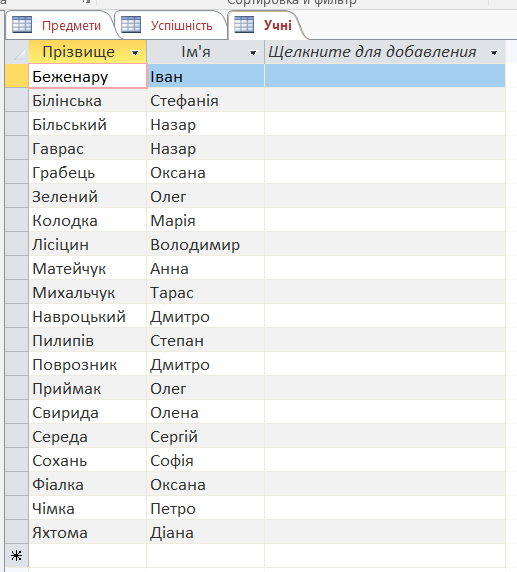 Сортировка и фильтр
Предмети Успішність Учні
Прізвище Ім'я Щелкните для добавления
Беженару Іван
Білінська Стефанія
Більський Назар
Гаврас Назар
Грабець Оксана
Зелений Олег
Колодка Марія
Лісіцин Володимир
Матейчук Анна
Михальчук Тарас
Навроцький Дмитро
Пилипів Степан
Поврозник Дмитро
Приймак Олег
Свирида Олена
Середа Сергій
Сохань Софія
Фіалка Оксана
Чімка Петро
Яхтома Діана